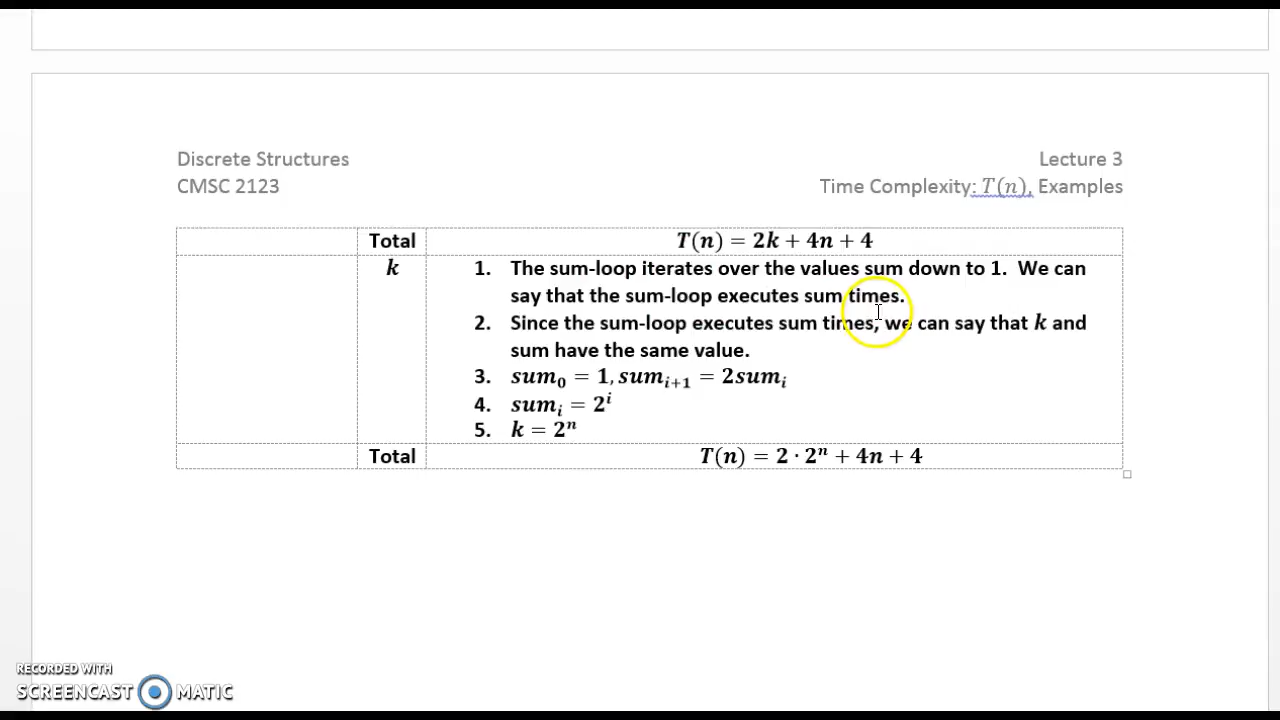 Discrete Structures
Lecture 3
CMSC 2123
Time Complexity: T(n), Examples
Total
T(n) = 2k + 4n + 4
k
1. The sum-loop iterates over the values sum down to 1. We can
say that the sum-loop executes sum times.
2. Since the sum-loop executes sum times, we can say that k and
sum have the same value.
3. sum₀ = 1, sumᵢ₊₁ = 2sumᵢ
4. sumᵢ = 2ⁱ
5. k = 2ⁿ
Total
T(n) = 2 · 2ⁿ + 4n + 4
RECORDED WITH
SCREENCAST MATIC